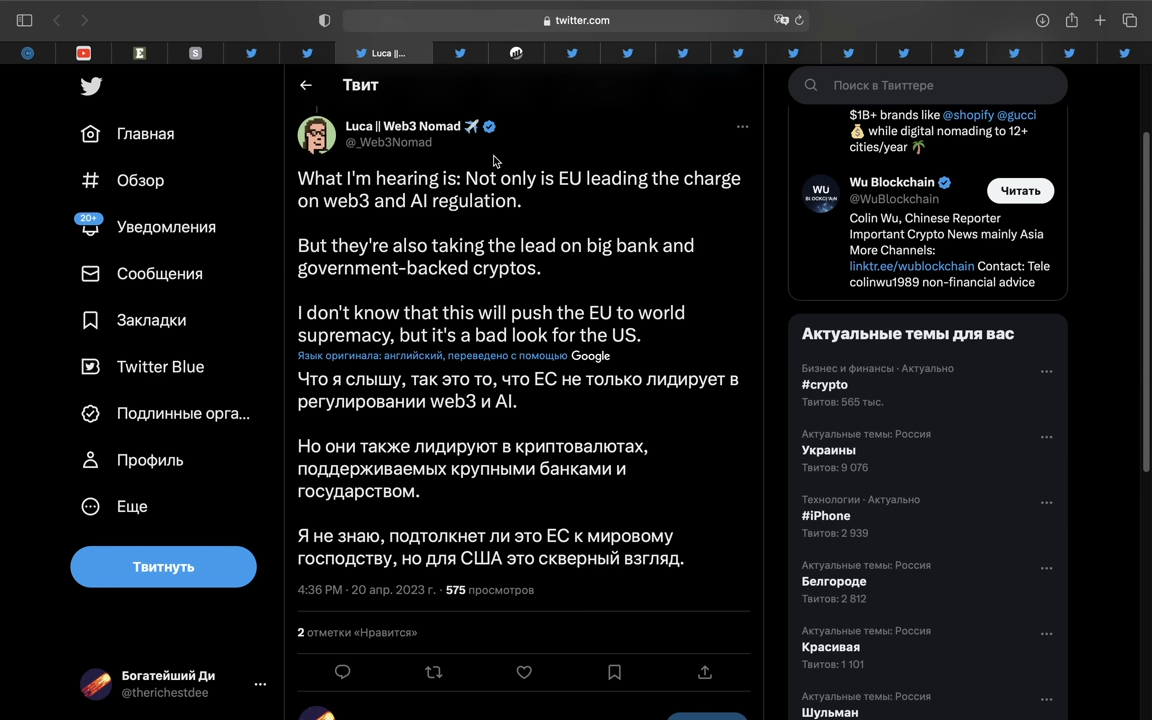 twitter.com
Luca ||...
Главная
Обзор
20+
Уведомления
Сообщения
Закладки
Twitter Blue
Подлинные орга...
Профиль
Еще
Твитнуть
Богатейший Ди
@therichestdee
Твит
Luca || Web3 Nomad
@_Web3Nomad
What I'm hearing is: Not only is EU leading the charge
on web3 and AI regulation.
But they're also taking the lead on big bank and
government-backed cryptos.
I don't know that this will push the EU to world
supremacy, but it's a bad look for the US.
Язык оригинала: английский, переведено с помощью Google
Что я слышу, так это то, что ЕС не только лидирует в
регулировании web3 и AI.
Но они также лидируют в криптовалютах,
поддерживаемых крупными банками и
государством.
Я не знаю, подтолкнет ли это ЕС к мировому
господству, но для США это скверный взгляд.
4:36 PM · 20 апр. 2023 г. · 575 просмотров
2 отметки «Нравится»
Поиск в Твиттере
$1B+ brands like @shopify @gucci
while digital nomading to 12+
cities/year
WU
BLOCKCHAIN
Wu Blockchain
@WuBlockchain
Читать
Colin Wu, Chinese Reporter
Important Crypto News mainly Asia
More Channels:
linktr.ee/wublockchain Contact: Tele
colinwu1989 non-financial advice
Актуальные темы для вас
Бизнес и финансы · Актуально
#crypto
Твитов: 565 тыс.
Актуальные темы: Россия
Украины
Твитов: 9 076
Технологии · Актуально
#iPhone
Твитов: 2 939
Актуальные темы: Россия
Белгороде
Твитов: 2 812
Актуальные темы: Россия
Красивая
Твитов: 1 101
Актуальные темы: Россия
Шульман